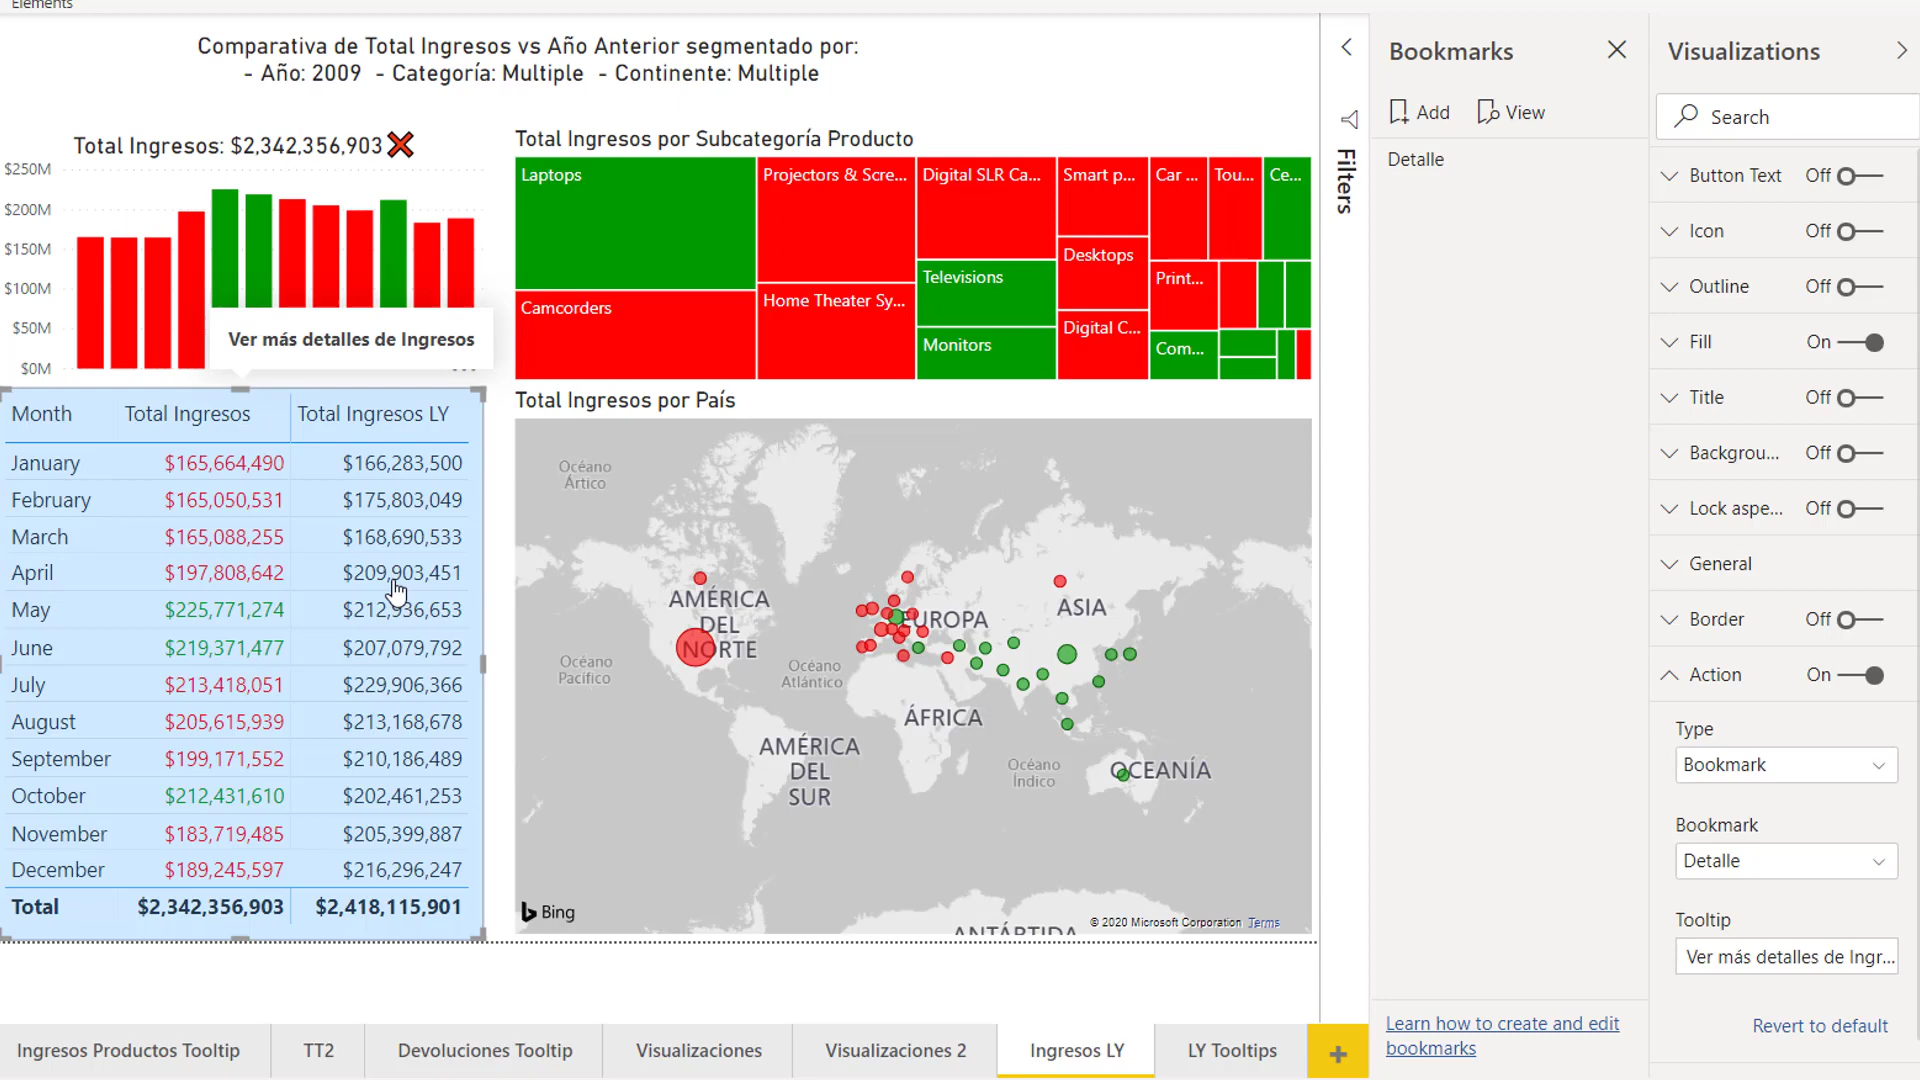 Elements
Comparativa de Total Ingresos vs Año Anterior segmentado por:
- Año: 2009 - Categoría: Multiple - Continente: Multiple
Total Ingresos: $2,342,356,903
$250M
$200M
$150M
$100M
$50M
$0M
Ver más detalles de Ingresos
Month Total Ingresos Total Ingresos LY
January $165,664,490 $166,283,500
February $165,050,531 $175,803,049
March $165,088,255 $168,690,533
April $197,808,642 $209,903,451
May $225,771,274 $212,936,653
June $219,371,477 $207,079,792
July $213,418,051 $229,906,366
August $205,615,939 $213,168,678
September $199,171,552 $210,186,489
October $212,431,610 $202,461,253
November $183,719,485 $205,399,887
December $189,245,597 $216,296,247
Total $2,342,356,903 $2,418,115,901
Total Ingresos por Subcategoría Producto
Laptops
Camcorders
Projectors & Scre...
Home Theater Sy...
Digital SLR Ca...
Televisions
Monitors
Smart p...
Desktops
Digital C...
Car ...
Tou...
Ce...
Print...
Com...
Total Ingresos por País
Océano
Ártico
AMÉRICA
DEL
NORTE
EUROPA
ASIA
Océano
Pacífico
Océano
Atlántico
ÁFRICA
AMÉRICA
DEL
SUR
Océano
Índico
OCEANÍA
ANTÁRTIDA
Bing
© 2020 Microsoft Corporation Terms
Filters
Bookmarks
Add View
Detalle
Learn how to create and edit
bookmarks
Visualizations
Search
Button Text Off
Icon Off
Outline Off
Fill On
Title Off
Backgrou... Off
Lock aspe... Off
General
Border Off
Action On
Type
Bookmark
Bookmark
Detalle
Tooltip
Ver más detalles de Ingr...
Revert to default
Ingresos Productos Tooltip TT2 Devoluciones Tooltip Visualizaciones Visualizaciones 2 Ingresos LY LY Tooltips +